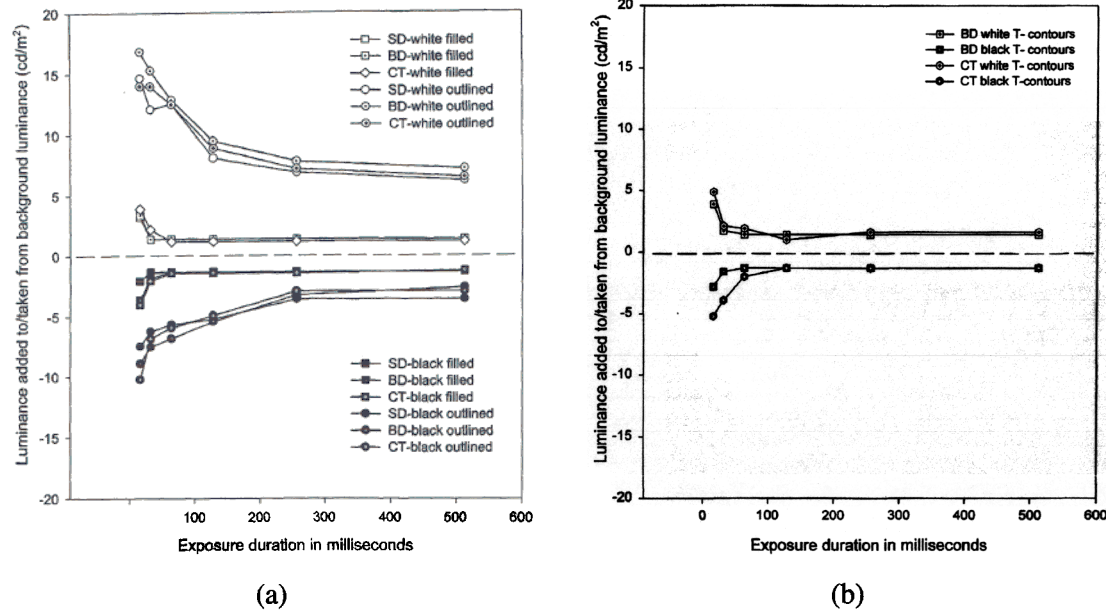 20
15
10
5
0
-5
-10
-15
-20
Luminance added to/taken from background luminance (cd/m²)
SD-white filled
BD-white filled
CT-white filled
SD-white outlined
BD-white outlined
CT-white outlined
SD-black filled
BD-black filled
CT-black filled
SD-black outlined
BD-black outlined
CT-black outlined
100 200 300 400 500 600
Exposure duration in milliseconds
(a)
20
15
10
5
0
-5
-10
-15
-20
Luminance added to/taken from background luminance (cd/m²)
BD white T- contours
BD black T-contours
CT white T- contours
CT black T-contours
0 100 200 300 400 500 600
Exposure duration in milliseconds
(b)